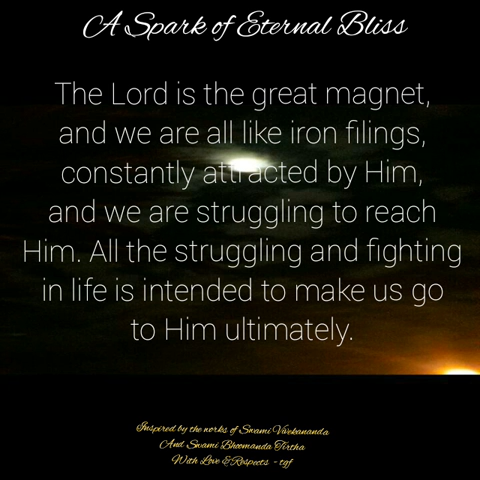 A Spark of Eternal Bliss
The Lord is the great magnet,
and we are all like iron filings,
constantly attracted by Him,
and we are struggling to reach
Him. All the struggling and fighting
in life is intended to make us go
to Him ultimately.
Inspired by the works of Swami Vivekananda
And Swami Bhoomanda Tirtha
With Love & Respects - tgf